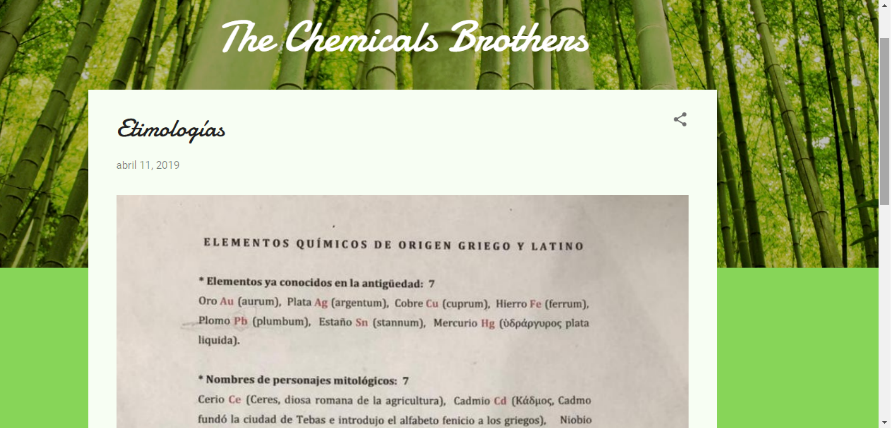 The Chemicals Brothers
Etimologías
abril 11, 2019
ELEMENTOS QUÍMICOS DE ORIGEN GRIEGO Y LATINO
* Elementos ya conocidos en la antigüedad: 7
Oro Au (aurum), Plata Ag (argentum), Cobre Cu (cuprum), Hierro Fe (ferrum),
Plomo Pb (plumbum), Estaño Sn (stannum), Mercurio Hg (ὑδράργυρος plata
liquida).
* Nombres de personajes mitológicos: 7
Cerio Ce (Ceres, diosa romana de la agricultura), Cadmio Cd (Κάδμος, Cadmo
fundó la ciudad de Tebas e introdujo el alfabeto fenicio a los griegos), Niobio